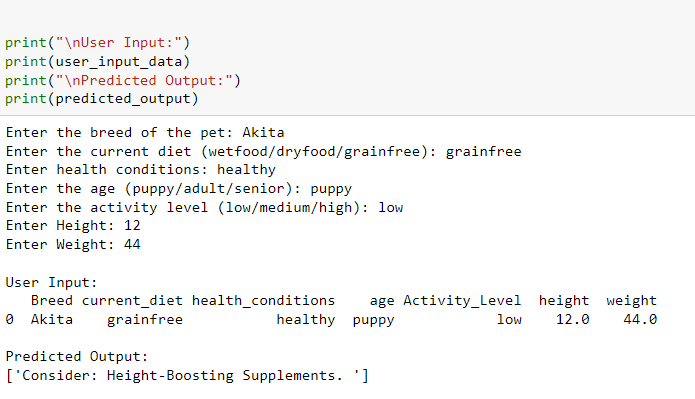 print("\nUser Input:")
print(user_input_data)
print("\nPredicted Output:")
print(predicted_output)
Enter the breed of the pet: Akita
Enter the current diet (wetfood/dryfood/grainfree): grainfree
Enter health conditions: healthy
Enter the age (puppy/adult/senior): puppy
Enter the activity level (low/medium/high): low
Enter Height: 12
Enter Weight: 44
User Input:
Breed current_diet health_conditions age Activity_Level height weight
0 Akita grainfree healthy puppy low 12.0 44.0
Predicted Output:
['Consider: Height-Boosting Supplements. ']